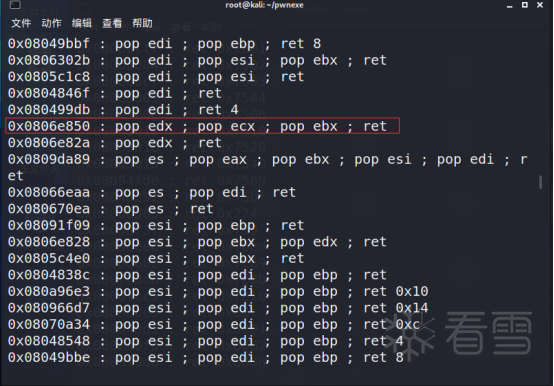 root@kali: ~/pwnexe
文件 动作 编辑 查看 帮助
0x08049bbf : pop edi ; pop ebp ; ret 8
0x0806302b : pop edi ; pop esi ; pop ebx ; ret
0x0805c1c8 : pop edi ; pop esi ; ret
0x0804846f : pop edi ; ret
0x080499db : pop edi ; ret 4
0x0806e850 : pop edx ; pop ecx ; pop ebx ; ret
0x0806e82a : pop edx ; ret
0x0809da89 : pop es ; pop eax ; pop ebx ; pop esi ; pop edi ; r
et
0x08066eaa : pop es ; pop edi ; ret
0x080670ea : pop es ; ret
0x08091f09 : pop esi ; pop ebp ; ret
0x0806e828 : pop esi ; pop ebx ; pop edx ; ret
0x0805c4e0 : pop esi ; pop ebx ; ret
0x0804838c : pop esi ; pop edi ; pop ebp ; ret
0x080a96e3 : pop esi ; pop edi ; pop ebp ; ret 0x10
0x080966d7 : pop esi ; pop edi ; pop ebp ; ret 0x14
0x08070a34 : pop esi ; pop edi ; pop ebp ; ret 0xc
0x08048548 : pop esi ; pop edi ; pop ebp ; ret 4
0x08049bbe : pop esi ; pop edi ; pop ebp ; ret 8
看雪